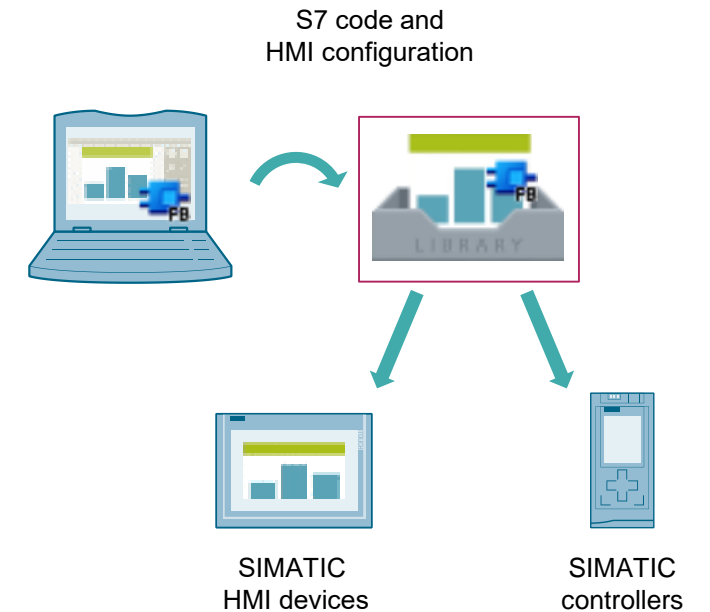 S7 code and
HMI configuration
FB
FB
LIBRARY
SIMATIC
HMI devices
SIMATIC
controllers